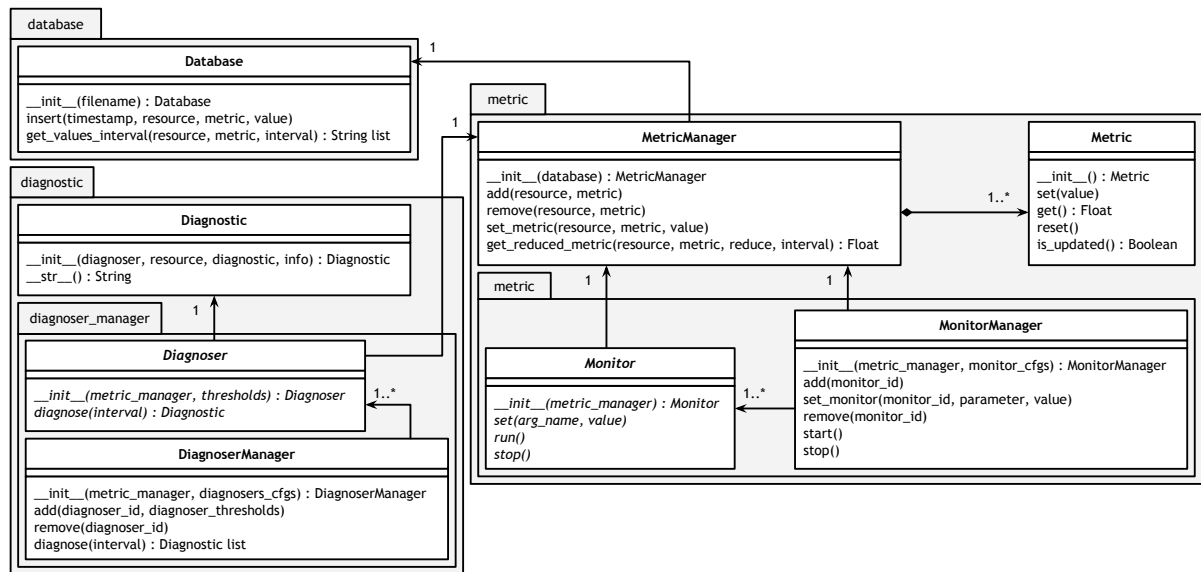 database
Database
__init__(filename) : Database
insert(timestamp, resource, metric, value)
get_values_interval(resource, metric, interval) : String list
1
1
metric
MetricManager
__init__(database) : MetricManager
add(resource, metric)
remove(resource, metric)
set_metric(resource, metric, value)
get_reduced_metric(resource, metric, reduce, interval) : Float
1..*
Metric
__init__() : Metric
set(value)
get() : Float
reset()
is_updated() : Boolean
1
1
metric
Monitor
__init__(metric_manager) : Monitor
set(arg_name, value)
run()
stop()
1..*
MonitorManager
__init__(metric_manager, monitor_cfgs) : MonitorManager
add(monitor_id)
set_monitor(monitor_id, parameter, value)
remove(monitor_id)
start()
stop()
diagnostic
Diagnostic
__init__(diagnoser, resource, diagnostic, info) : Diagnostic
__str__() : String
1
diagnoser_manager
Diagnoser
__init__(metric_manager, thresholds) : Diagnoser
diagnose(interval) : Diagnostic
1..*
DiagnoserManager
__init__(metric_manager, diagnosers_cfgs) : DiagnoserManager
add(diagnoser_id, diagnoser_thresholds)
remove(diagnoser_id)
diagnose(interval) : Diagnostic list